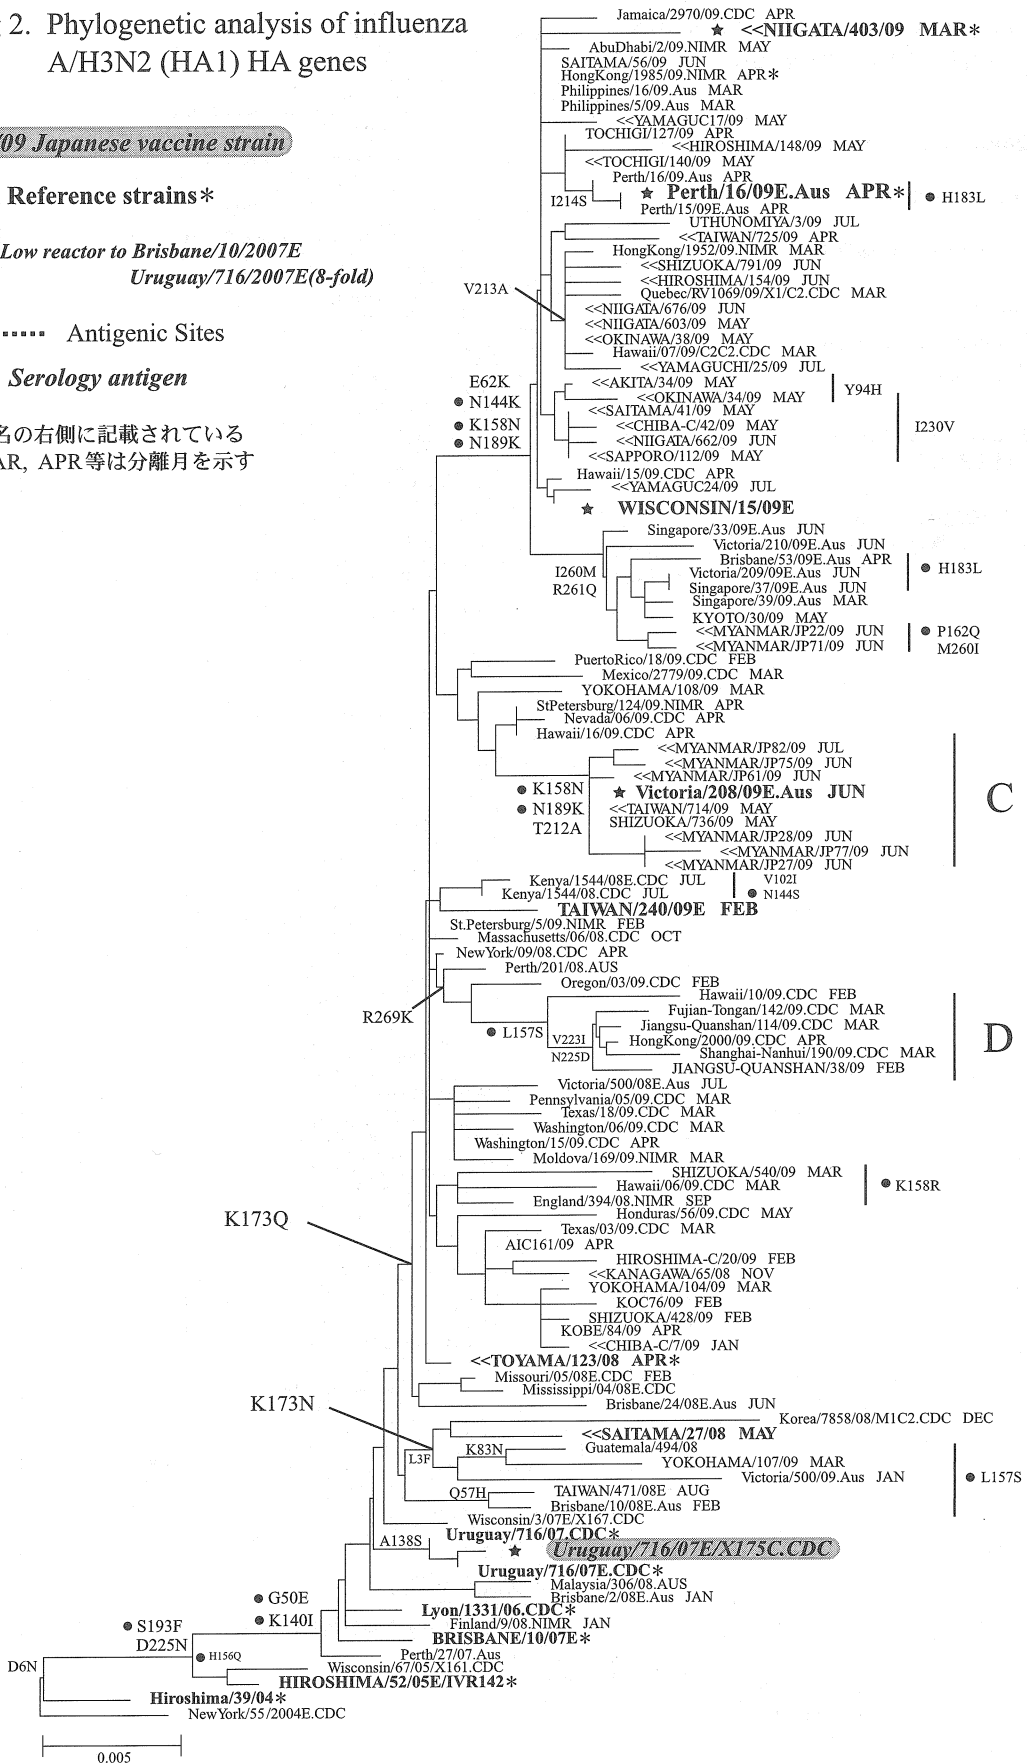 2. Phylogenetic analysis of influenza
A/H3N2 (HA1) HA genes
/09 Japanese vaccine strain
Reference strains*
Low reactor to Brisbane/10/2007E
Uruguay/716/2007E(8-fold)
Antigenic Sites
Serology antigen
名の右側に記載されている
AR, APR等は分離月を示す
Jamaica/2970/09.CDC APR
★ <<NIIGATA/403/09 MAR*
AbuDhabi/2/09.NIMR MAY
SAITAMA/56/09 JUN
HongKong/1985/09.NIMR APR*
Philippines/16/09.Aus MAR
Philippines/5/09.Aus MAR
<<YAMAGUC17/09 MAY
TOCHIGI/127/09 APR
<<HIROSHIMA/148/09 MAY
<<TOCHIGI/140/09 MAY
Perth/16/09.Aus APR
I214S ★ Perth/16/09E.Aus APR* ● H183L
Perth/15/09E.Aus APR
UTHUNOMIYA/3/09 JUL
<<TAIWAN/725/09 APR
HongKong/1952/09.NIMR MAR
<<SHIZUOKA/791/09 JUN
<<HIROSHIMA/154/09 JUN
V213A Quebec/RV1069/09/X1/C2.CDC MAR
<<NIIGATA/676/09 JUN
<<NIIGATA/603/09 MAY
<<OKINAWA/38/09 MAY
Hawaii/07/09/C2C2.CDC MAR
<<YAMAGUCHI/25/09 JUL
E62K <<AKITA/34/09 MAY Y94H
● N144K <<OKINAWA/34/09 MAY
<<SAITAMA/41/09 MAY
● K158N <<CHIBA-C/42/09 MAY I230V
● N189K <<NIIGATA/662/09 JUN
<<SAPPORO/112/09 MAY
Hawaii/15/09.CDC APR
<<YAMAGUC24/09 JUL
★ WISCONSIN/15/09E
Singapore/33/09E.Aus JUN
Victoria/210/09E.Aus JUN
Brisbane/53/09E.Aus APR
I260M Victoria/209/09E.Aus JUN ● H183L
R261Q Singapore/37/09E.Aus JUN
Singapore/39/09.Aus MAR
KYOTO/30/09 MAY
<<MYANMAR/JP22/09 JUN ● P162Q
<<MYANMAR/JP71/09 JUN M260I
PuertoRico/18/09.CDC FEB
Mexico/2779/09.CDC MAR
YOKOHAMA/108/09 MAR
StPetersburg/124/09.NIMR APR
Nevada/06/09.CDC APR
Hawaii/16/09.CDC APR
<<MYANMAR/JP82/09 JUL
<<MYANMAR/JP75/09 JUN
<<MYANMAR/JP61/09 JUN
● K158N ★ Victoria/208/09E.Aus JUN C
● N189K <<TAIWAN/714/09 MAY
T212A SHIZUOKA/736/09 MAY
<<MYANMAR/JP28/09 JUN
<<MYANMAR/JP77/09 JUN
<<MYANMAR/JP27/09 JUN
Kenya/1544/08E.CDC JUL V102I
Kenya/1544/08.CDC JUL ● N144S
TAIWAN/240/09E FEB
St.Petersburg/5/09.NIMR FEB
Massachusetts/06/08.CDC OCT
NewYork/09/08.CDC APR
Perth/201/08.AUS
Oregon/03/09.CDC FEB
Hawaii/10/09.CDC FEB
R269K Fujian-Tongan/142/09.CDC MAR
● L157S Jiangsu-Quanshan/114/09.CDC MAR D
V223I HongKong/2000/09.CDC APR
N225D Shanghai-Nanhui/190/09.CDC MAR
JIANGSU-QUANSHAN/38/09 FEB
Victoria/500/08E.Aus JUL
Pennsylvania/05/09.CDC MAR
Texas/18/09.CDC MAR
Washington/06/09.CDC MAR
Washington/15/09.CDC APR
Moldova/169/09.NIMR MAR
SHIZUOKA/540/09 MAR
Hawaii/06/09.CDC MAR ● K158R
England/394/08.NIMR SEP
K173Q Honduras/56/09.CDC MAY
Texas/03/09.CDC MAR
AIC161/09 APR
HIROSHIMA-C/20/09 FEB
<<KANAGAWA/65/08 NOV
YOKOHAMA/104/09 MAR
KOC76/09 FEB
SHIZUOKA/428/09 FEB
KOBE/84/09 APR
<<CHIBA-C/7/09 JAN
<<TOYAMA/123/08 APR*
Missouri/05/08E.CDC FEB
Mississippi/04/08E.CDC
K173N Brisbane/24/08E.Aus JUN
Korea/7858/08/M1C2.CDC DEC
<<SAITAMA/27/08 MAY
L3F K83N Guatemala/494/08
YOKOHAMA/107/09 MAR
Victoria/500/09.Aus JAN ● L157S
Q57H TAIWAN/471/08E AUG
Brisbane/10/08E.Aus FEB
Wisconsin/3/07E/X167.CDC
Uruguay/716/07.CDC*
A138S ★ Uruguay/716/07E/X175C.CDC
Uruguay/716/07E.CDC*
Malaysia/306/08.AUS
● G50E Brisbane/2/08E.Aus JAN
Lyon/1331/06.CDC*
● K140I Finland/9/08.NIMR JAN
● S193F BRISBANE/10/07E*
D225N Perth/27/07.Aus
D6N ● H156Q Wisconsin/67/05/X161.CDC
HIROSHIMA/52/05E/IVR142*
Hiroshima/39/04*
NewYork/55/2004E.CDC
0.005